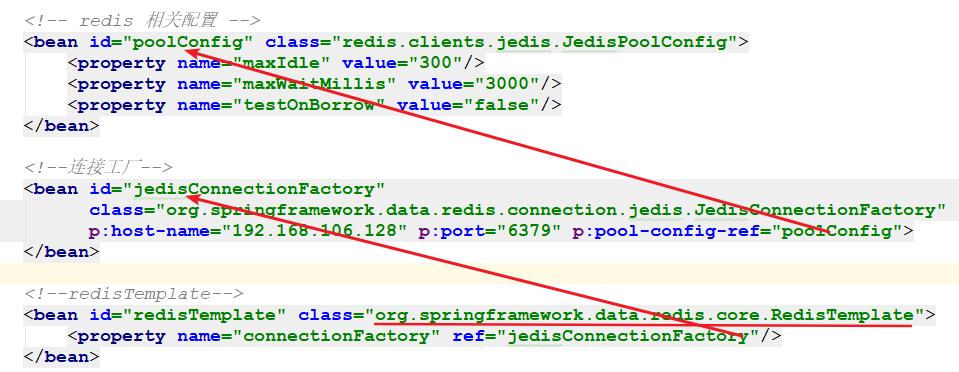 <!-- redis 相关配置 -->
<bean id="poolConfig" class="redis.clients.jedis.JedisPoolConfig">
    <property name="maxIdle" value="300"/>
    <property name="maxWaitMillis" value="3000"/>
    <property name="testOnBorrow" value="false"/>
</bean>
<!--连接工厂-->
<bean id="jedisConnectionFactory"
      class="org.springframework.data.redis.connection.jedis.JedisConnectionFactory"
      p:host-name="192.168.106.128" p:port="6379" p:pool-config-ref="poolConfig">
</bean>
<!--redisTemplate-->
<bean id="redisTemplate" class="org.springframework.data.redis.core.RedisTemplate">
    <property name="connectionFactory" ref="jedisConnectionFactory"/>
</bean>